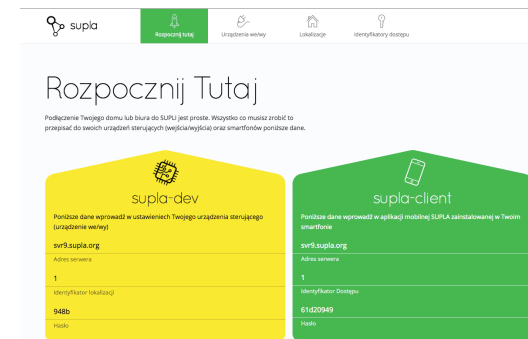 supla
Rozpocznij tutaj
Urządzenia we/wy
Lokalizacje
Identyfikatory dostępu
Rozpocznij Tutaj
Podłączenie Twojego domu lub biura do SUPLI jest proste. Wszystko co musisz zrobić to
przepisać do swoich urządzeń sterujących (wejścia/wyjścia) oraz smartfonów poniższe dane.
supla-dev
Poniższe dane wprowadź w ustawieniach Twojego urządzenia sterującego
(urządzenie we/wy)
svr9.supla.org
Adres serwera
1
Identyfikator lokalizacji
948b
Hasło
supla-client
Poniższe dane wprowadź w aplikacji mobilnej SUPLA zainstalowanej w Twoim
smartfonie
svr9.supla.org
Adres serwera
1
Identyfikator Dostępu
61d20949
Hasło